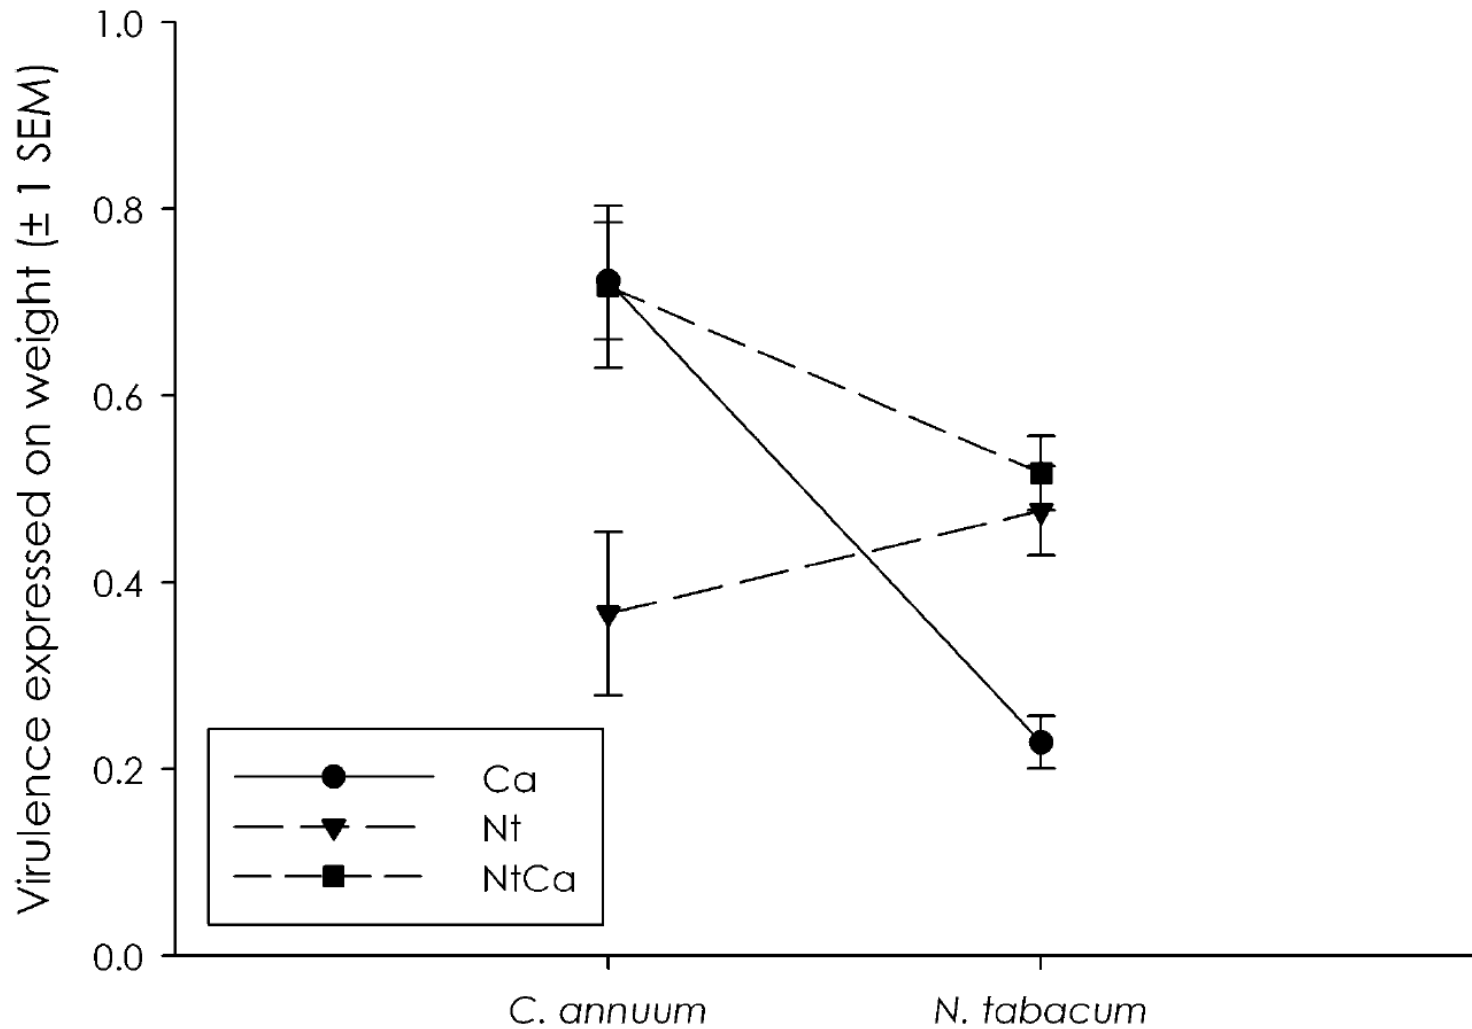 Virulence expressed on weight (± 1 SEM)
1.0
0.8
0.6
0.4
0.2
0.0
Ca
Nt
NtCa
C. annuum
N. tabacum